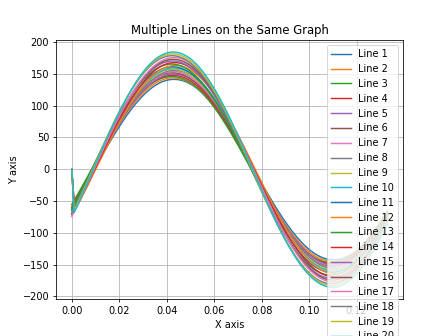 Multiple Lines on the Same Graph
Y axis
200
150
100
50
0
−50
−100
−150
−200
0.00
0.02
0.04
0.06
0.08
0.10
X axis
Line 1
Line 2
Line 3
Line 4
Line 5
Line 6
Line 7
Line 8
Line 9
Line 10
Line 11
Line 12
Line 13
Line 14
Line 15
Line 16
Line 17
Line 18
Line 19
Line 20